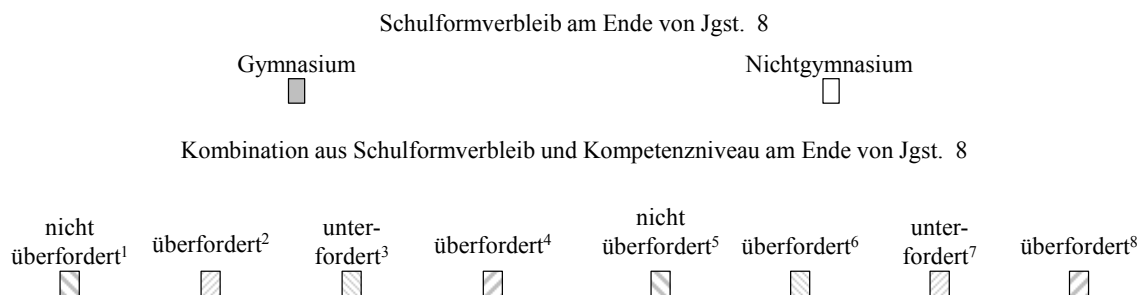 Schulformverbleib am Ende von Jgst. 8
Gymnasium Nichtgymnasium
Kombination aus Schulformverbleib und Kompetenzniveau am Ende von Jgst. 8
nicht
überfordert¹
überfordert²
unter-
fordert³
überfordert⁴
nicht
überfordert⁵
überfordert⁶
unter-
fordert⁷
überfordert⁸